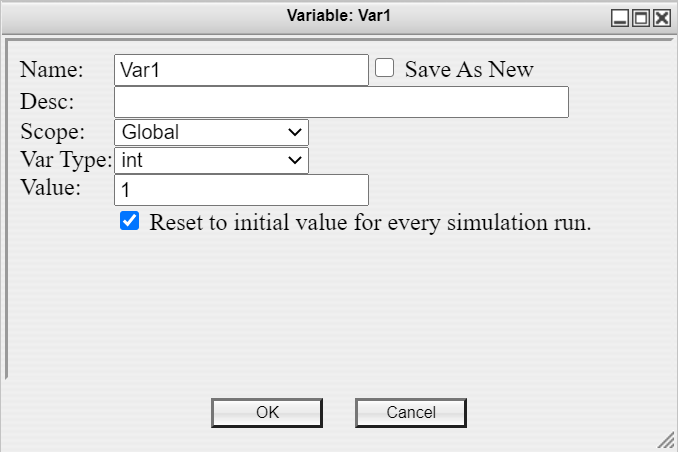 Variable: Var1
Name: Var1 Save As New
Desc:
Scope: Global
Var Type: int
Value: 1
Reset to initial value for every simulation run.
OK Cancel